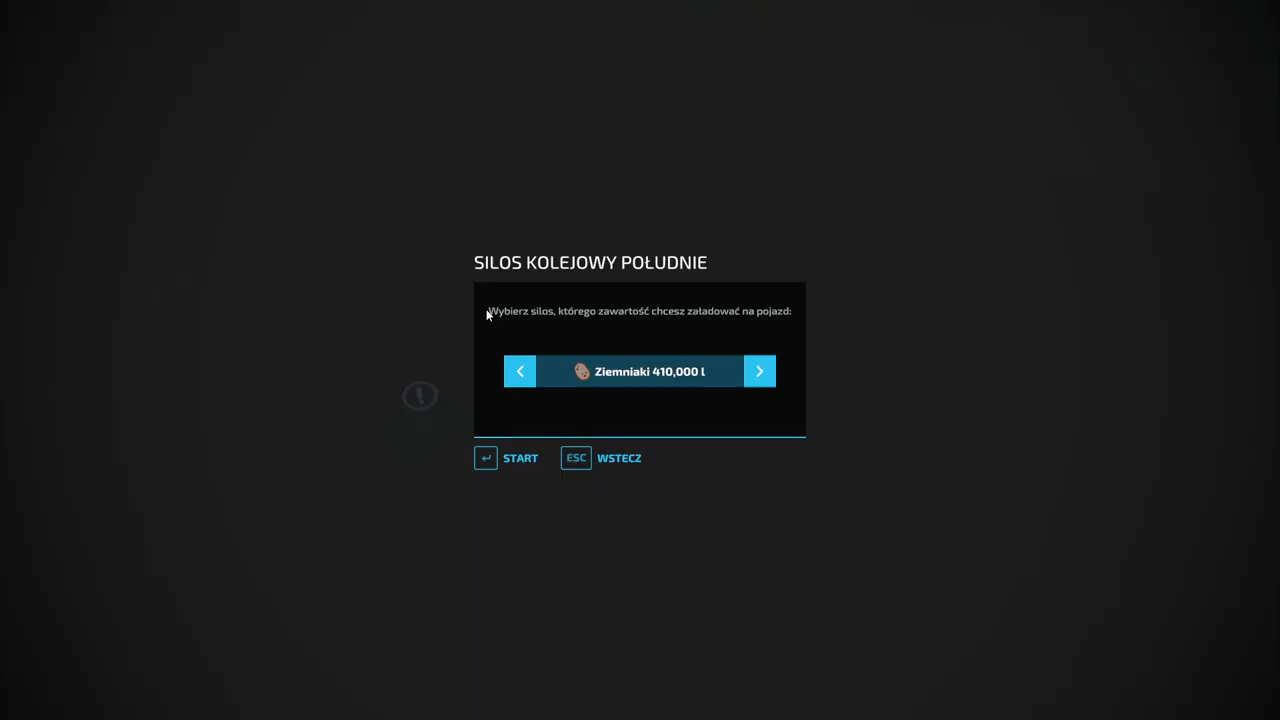 SILOS KOLEJOWY POŁUDNIE
Wybierz silos, którego zawartość chcesz załadować na pojazd:
Ziemniaki 410,000 l
START ESC WSTECZ